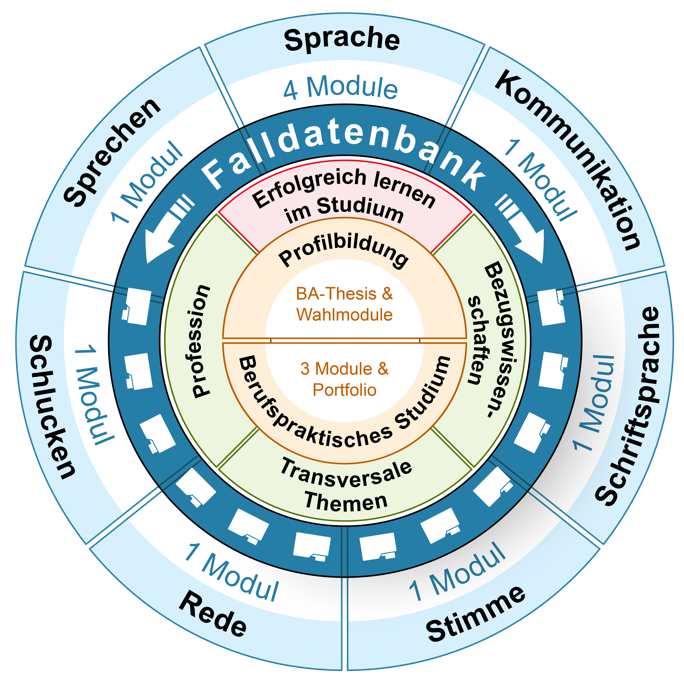 Sprache
4 Module
Kommunikation
1 Modul
Schriftsprache
1 Modul
Stimme
1 Modul
Rede
1 Modul
Schlucken
1 Modul
Sprechen
1 Modul
Falldatenbank
Erfolgreich lernen
im Studium
Bezugswissen-
schaften
Transversale
Themen
Profession
Profilbildung
BA-Thesis &
Wahlmodule
3 Module &
Portfolio
Berufspraktisches Studium